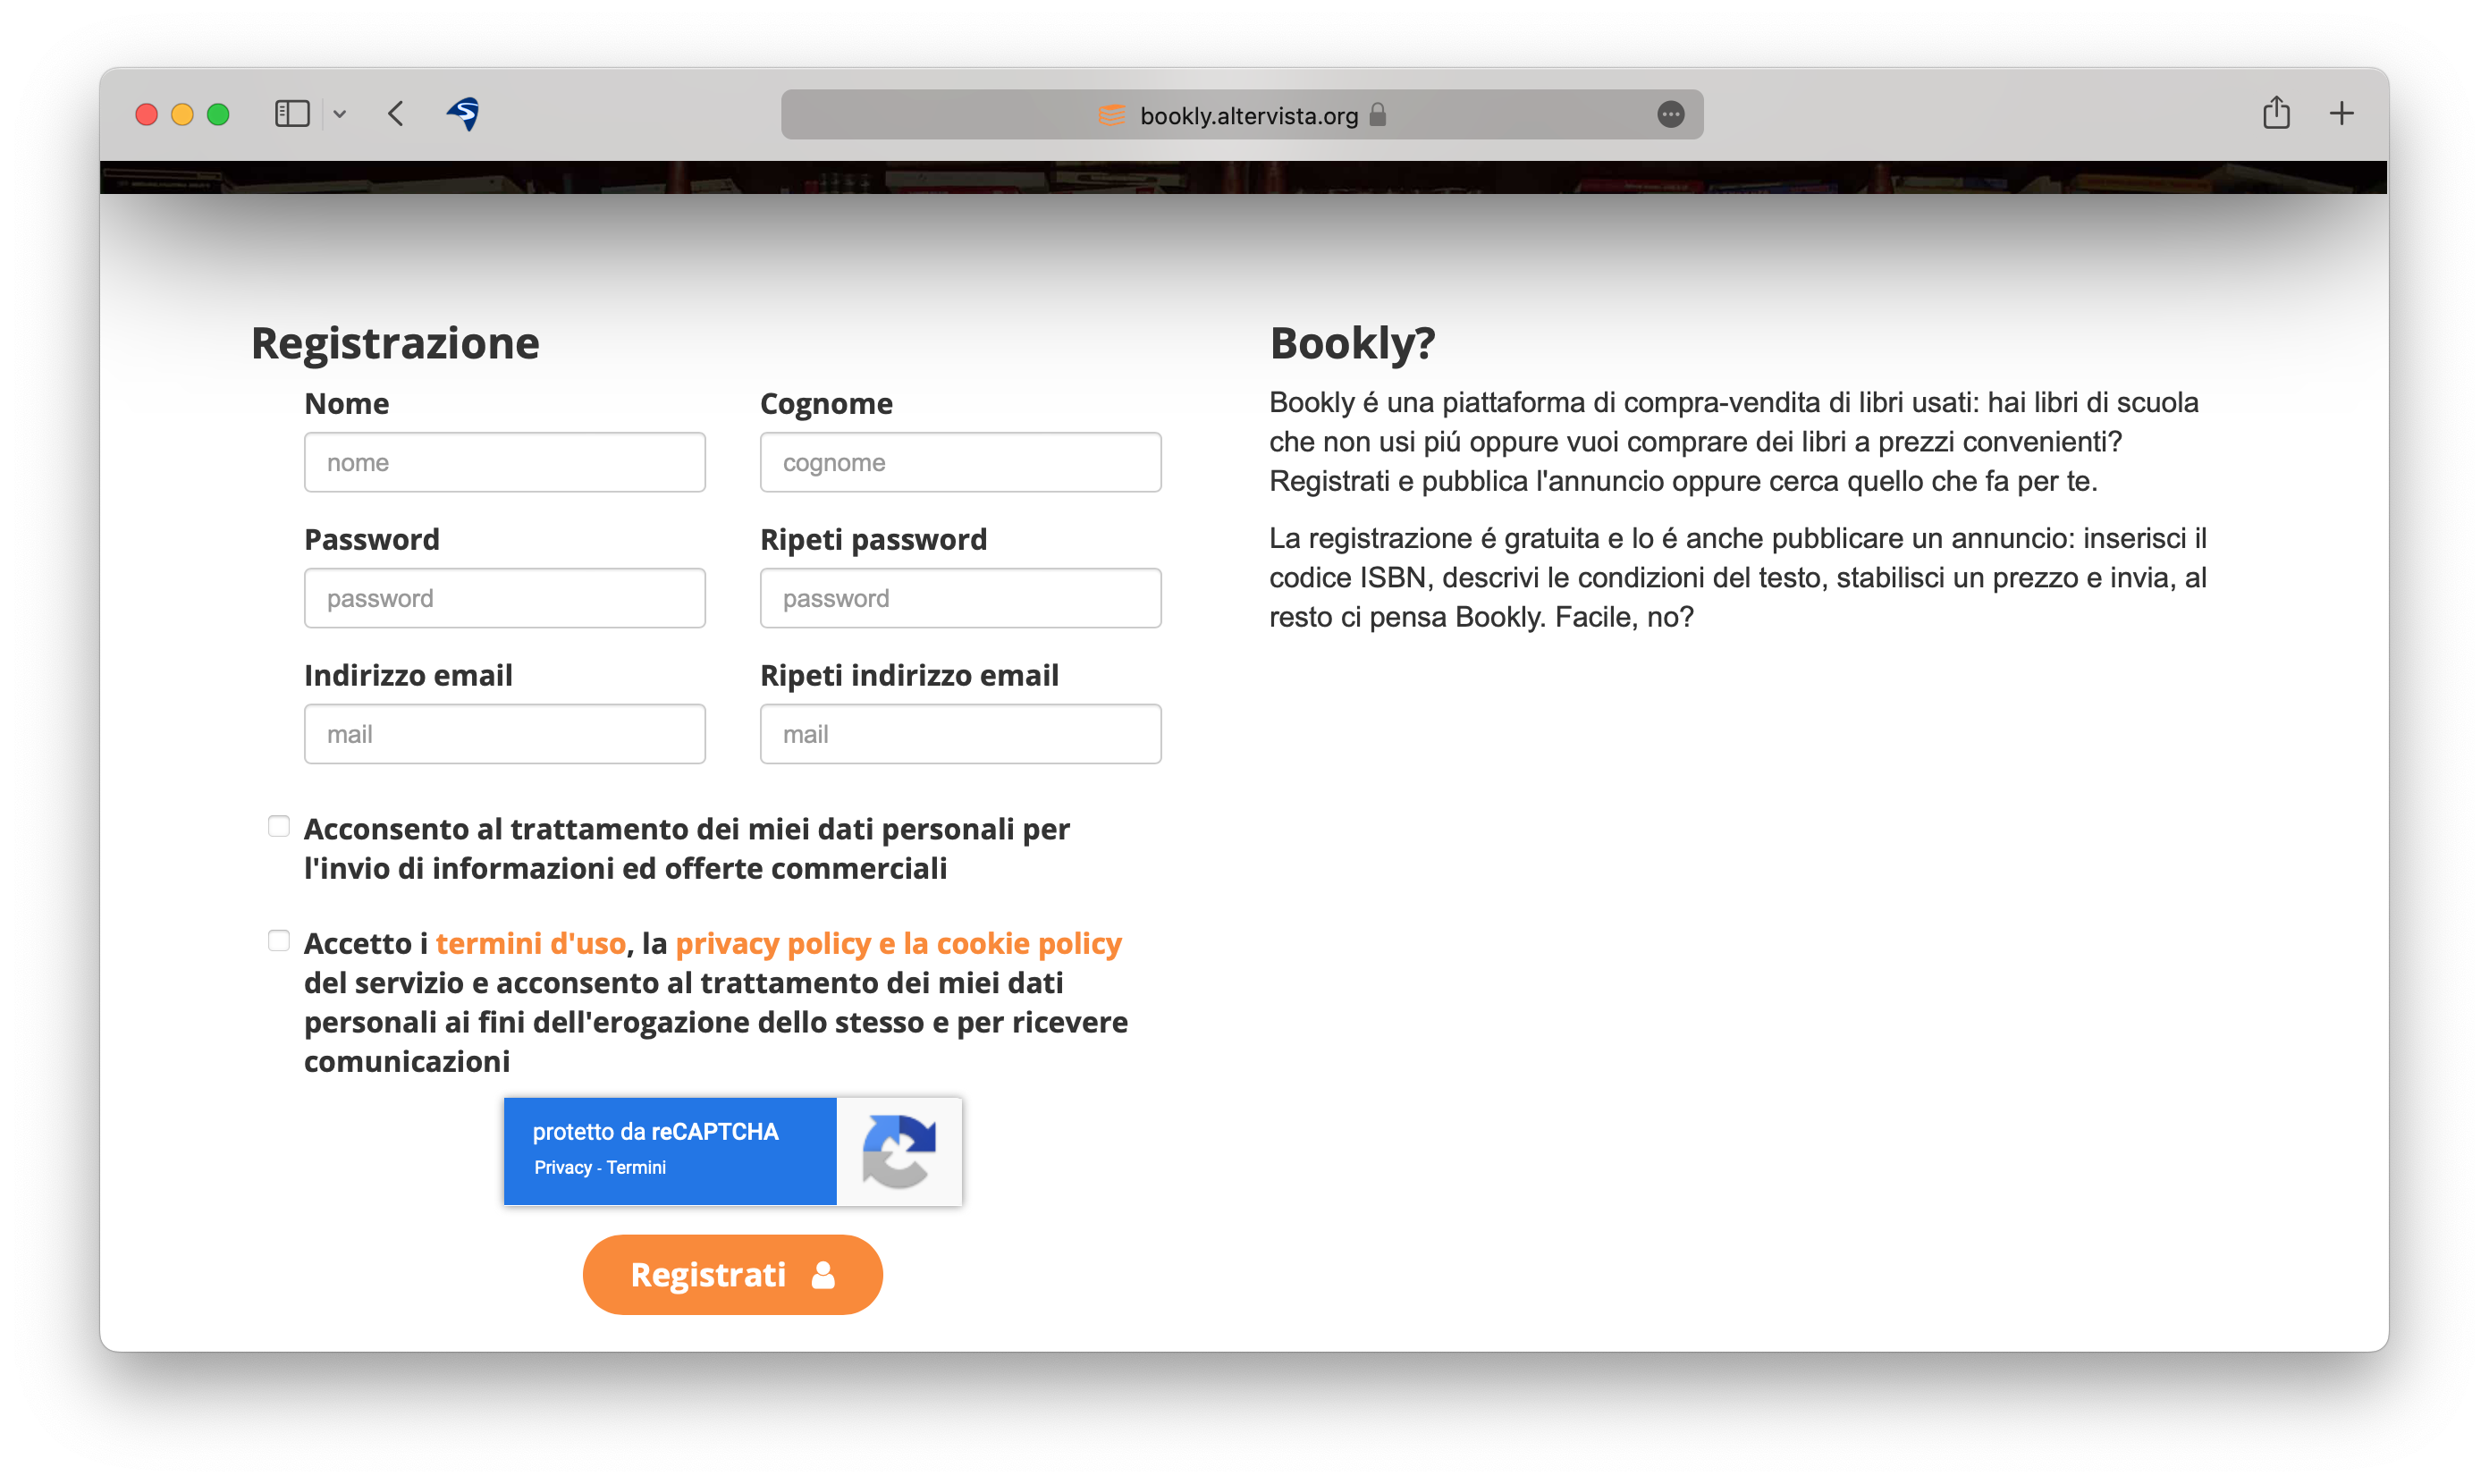 bookly.altervista.org
Registrazione
Nome
Cognome
nome
cognome
Password
Ripeti password
password
password
Indirizzo email
Ripeti indirizzo email
mail
mail
Acconsento al trattamento dei miei dati personali per
l'invio di informazioni ed offerte commerciali
Accetto i termini d'uso, la privacy policy e la cookie policy
del servizio e acconsento al trattamento dei miei dati
personali ai fini dell'erogazione dello stesso e per ricevere
comunicazioni
protetto da reCAPTCHA
Privacy - Termini
Registrati
Bookly?
Bookly é una piattaforma di compra-vendita di libri usati: hai libri di scuola
che non usi piú oppure vuoi comprare dei libri a prezzi convenienti?
Registrati e pubblica l'annuncio oppure cerca quello che fa per te.
La registrazione é gratuita e lo é anche pubblicare un annuncio: inserisci il
codice ISBN, descrivi le condizioni del testo, stabilisci un prezzo e invia, al
resto ci pensa Bookly. Facile, no?